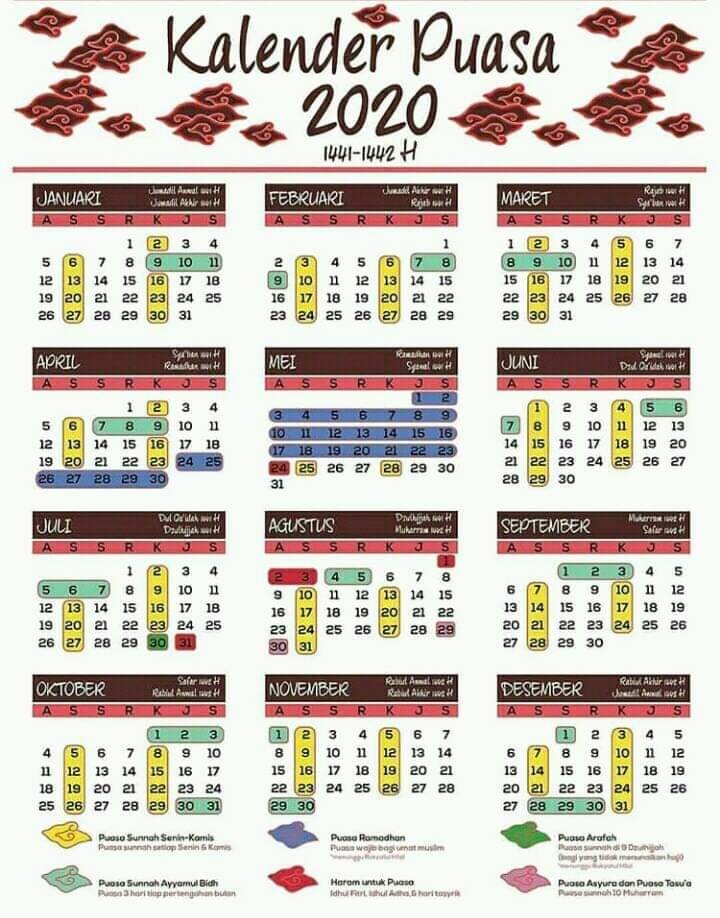 Kalender Puasa
2020
1441-1442 H
JANUARI
Jumadil Awwal 1441 H
Jumadil Akhir 1441 H
A S S R K J S
1 2 3 4
5 6 7 8 9 10 11
12 13 14 15 16 17 18
19 20 21 22 23 24 25
26 27 28 29 30 31
FEBRUARI
Jumadil Akhir 1441 H
Rajab 1441 H
A S S R K J S
1
2 3 4 5 6 7 8
9 10 11 12 13 14 15
16 17 18 19 20 21 22
23 24 25 26 27 28 29
MARET
Rajab 1441 H
Sya'ban 1441 H
A S S R K J S
1 2 3 4 5 6 7
8 9 10 11 12 13 14
15 16 17 18 19 20 21
22 23 24 25 26 27 28
29 30 31
APRIL
Sya'ban 1441 H
Ramadhan 1441 H
A S S R K J S
1 2 3 4
5 6 7 8 9 10 11
12 13 14 15 16 17 18
19 20 21 22 23 24 25
26 27 28 29 30
MEI
Ramadhan 1441 H
Syawal 1441 H
A S S R K J S
1 2
3 4 5 6 7 8 9
10 11 12 13 14 15 16
17 18 19 20 21 22 23
24 25 26 27 28 29 30
31
JUNI
Syawal 1441 H
Dzul Qo'idah 1441 H
A S S R K J S
1 2 3 4 5 6
7 8 9 10 11 12 13
14 15 16 17 18 19 20
21 22 23 24 25 26 27
28 29 30
JULI
Dul Qo'idah 1441 H
Dzulhijjah 1441 H
A S S R K J S
1 2 3 4
5 6 7 8 9 10 11
12 13 14 15 16 17 18
19 20 21 22 23 24 25
26 27 28 29 30 31
AGUSTUS
Dzulhijjah 1441 H
Muharram 1442 H
A S S R K J S
1
2 3 4 5 6 7 8
9 10 11 12 13 14 15
16 17 18 19 20 21 22
23 24 25 26 27 28 29
30 31
SEPTEMBER
Muharram 1442 H
Safar 1442 H
A S S R K J S
1 2 3 4 5
6 7 8 9 10 11 12
13 14 15 16 17 18 19
20 21 22 23 24 25 26
27 28 29 30
OKTOBER
Safar 1442 H
Rabiul Awwal 1442 H
A S S R K J S
1 2 3
4 5 6 7 8 9 10
11 12 13 14 15 16 17
18 19 20 21 22 23 24
25 26 27 28 29 30 31
NOVEMBER
Rabiul Awwal 1442 H
Rabiul Akhir 1442 H
A S S R K J S
1 2 3 4 5 6 7
8 9 10 11 12 13 14
15 16 17 18 19 20 21
22 23 24 25 26 27 28
29 30
DESEMBER
Rabiul Akhir 1442 H
Jumadil Awwal 1442 H
A S S R K J S
1 2 3 4 5
6 7 8 9 10 11 12
13 14 15 16 17 18 19
20 21 22 23 24 25 26
27 28 29 30 31
Puasa Sunnah Senin-Kamis
Puasa sunnah setiap Senin & Kamis
Puasa Ramadhan
Puasa wajib bagi umat muslim
*menunggu Rukyatul Hilal
Puasa Arafah
Puasa sunnah di 9 Dzulhijjah
(bagi yang tidak menunaikan haji)
*menunggu Rukyatul Hilal
Puasa Sunnah Ayyamul Bidh
Puasa 3 hari tiap pertengahan bulan
Haram untuk Puasa
Idhul Fitri, Idhul Adha, & hari tasyrik
Puasa Asyura dan Puasa Tasu'a
Puasa sunnah 10 Muharram